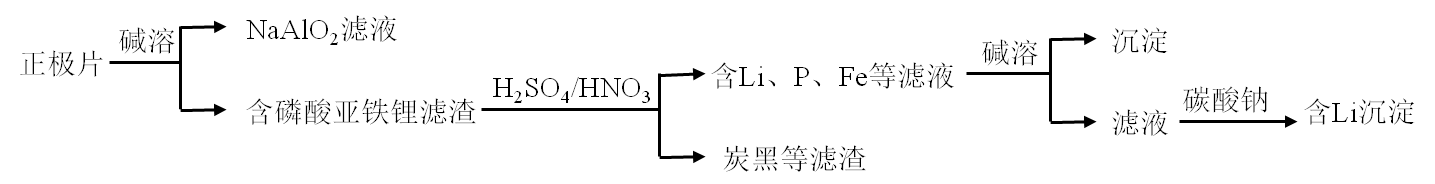 正极片
碱溶
NaAlO₂滤液
含磷酸亚铁锂滤渣
H₂SO₄/HNO₃
含Li、P、Fe等滤液
炭黑等滤渣
碱溶
沉淀
滤液
碳酸钠
含Li沉淀